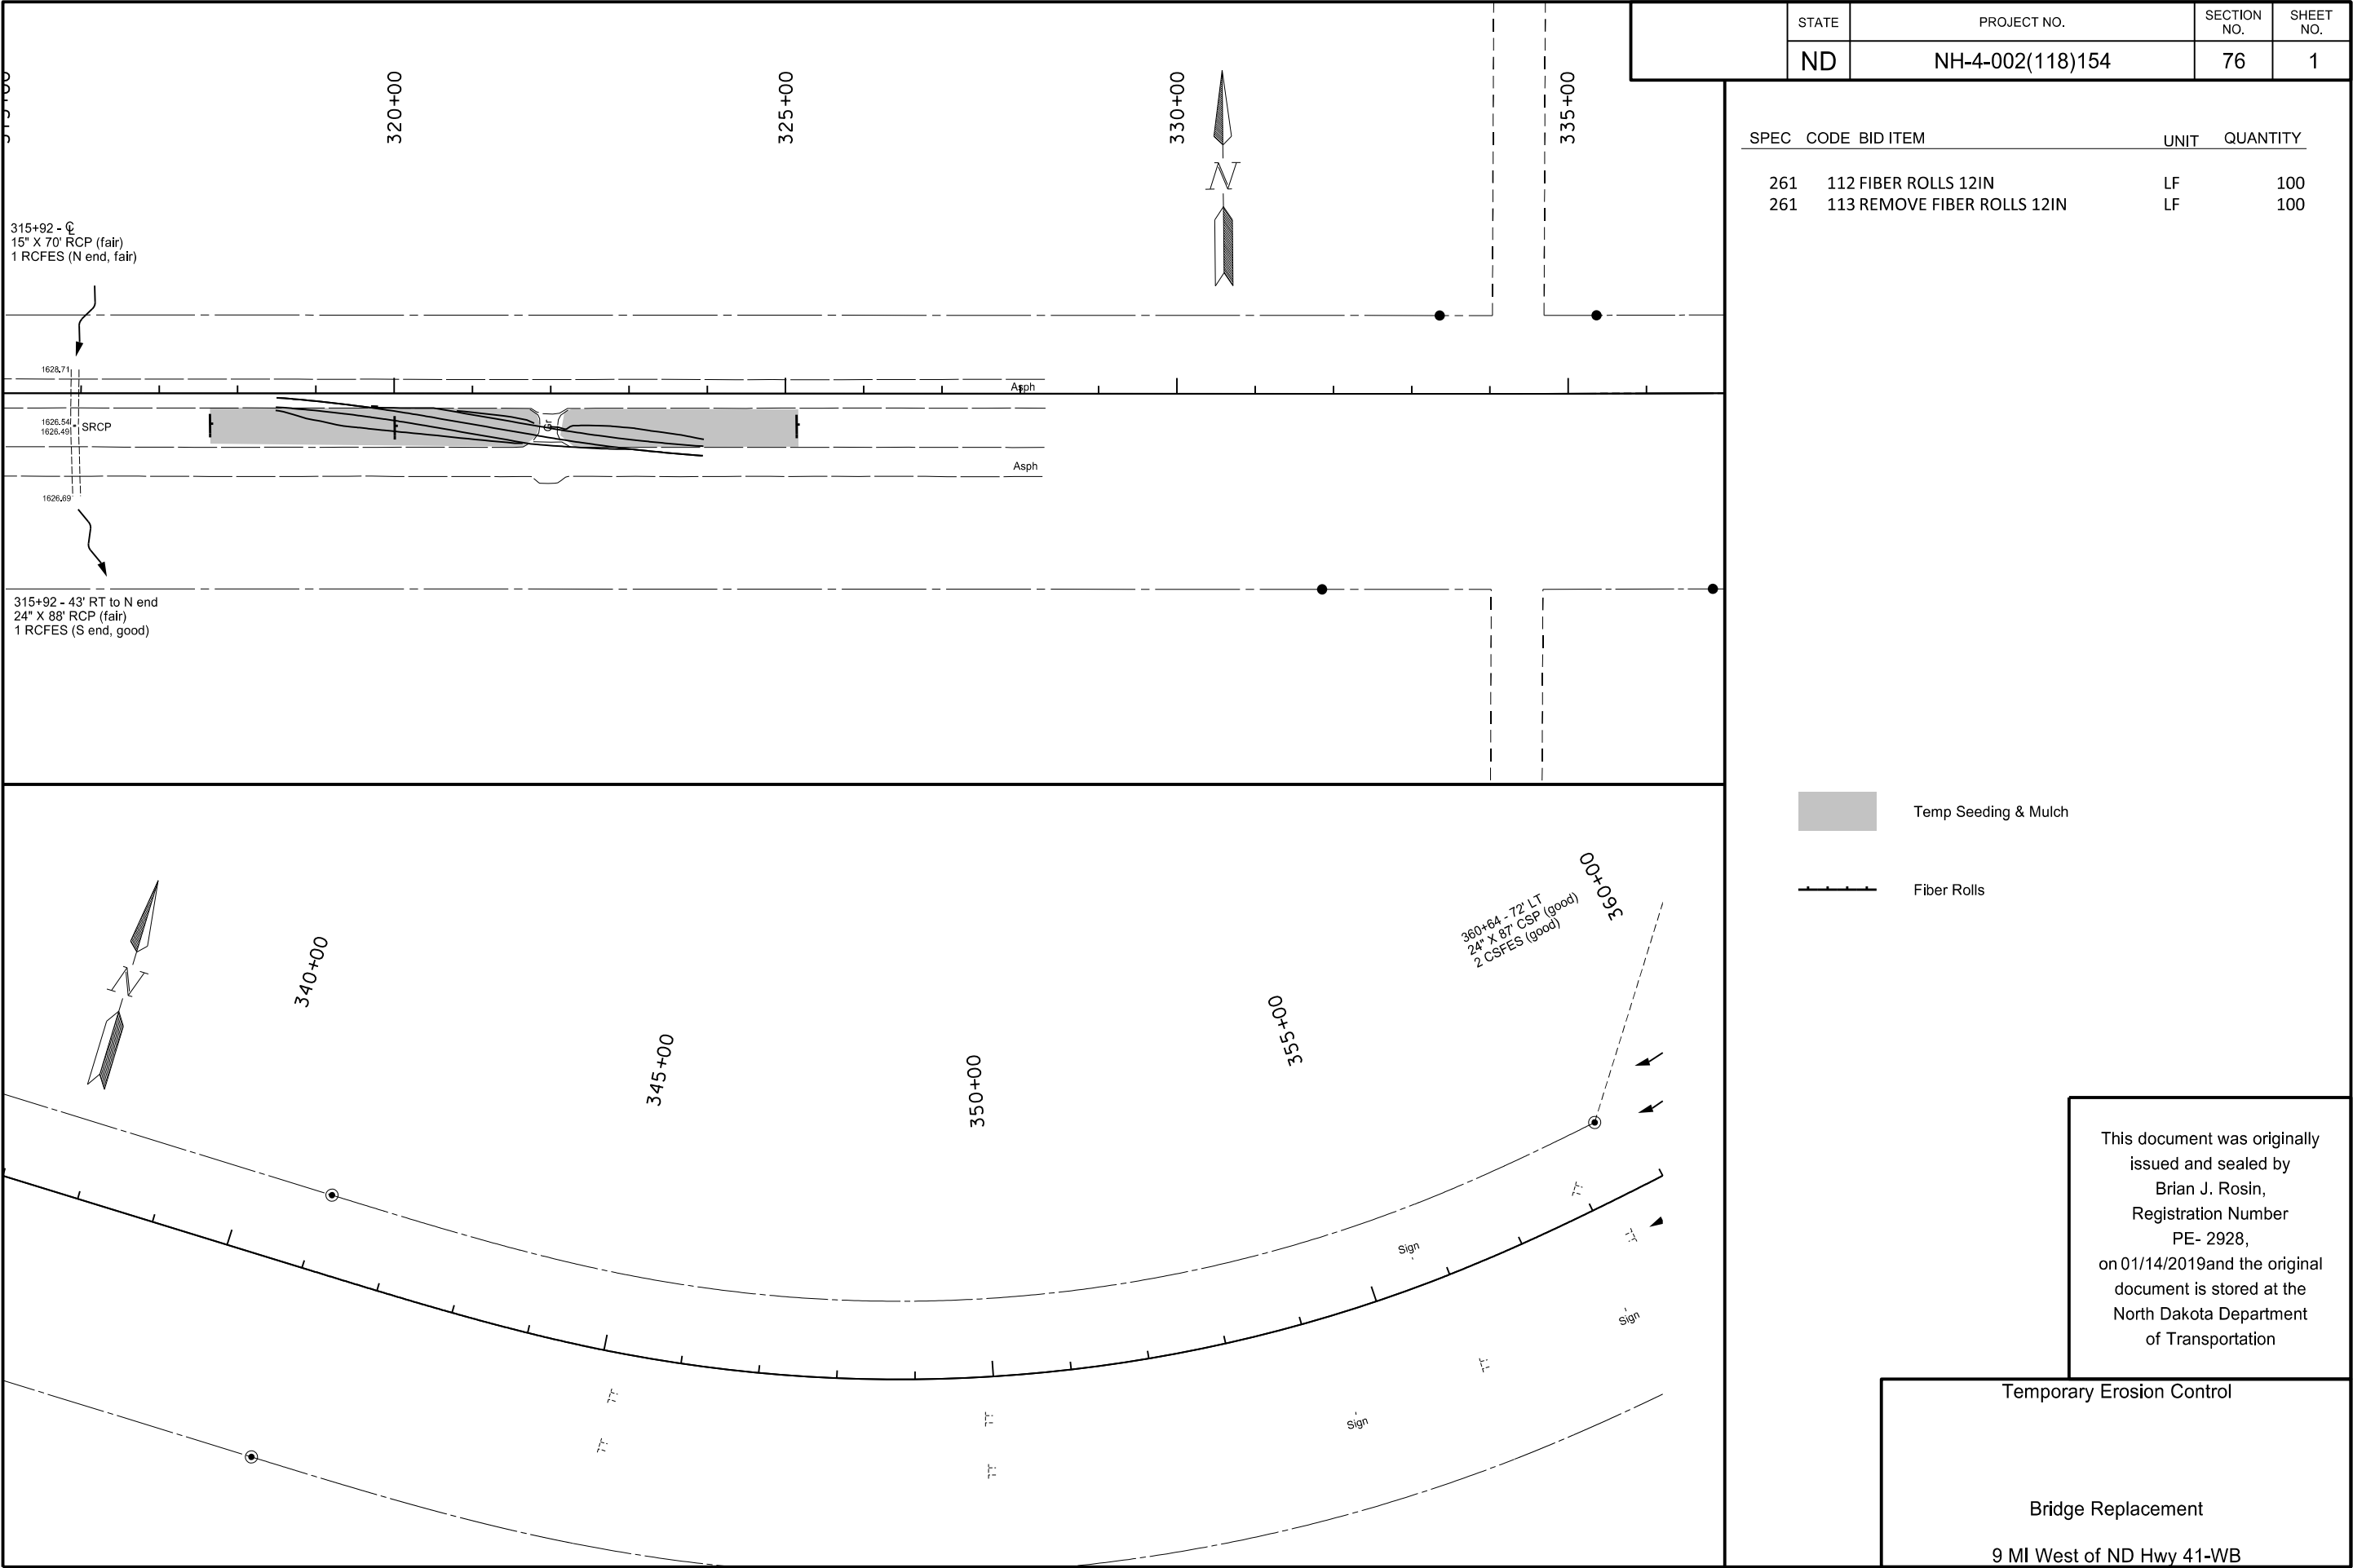 STATE PROJECT NO. SECTION NO. SHEET NO.
ND NH-4-002(118)154 76 1
320+00
325+00
330+00
335+00
N
SPEC CODE BID ITEM UNIT QUANTITY
261 112 FIBER ROLLS 12IN LF 100
261 113 REMOVE FIBER ROLLS 12IN LF 100
315+92 - ℄
15" X 70' RCP (fair)
1 RCFES (N end, fair)
1628.71
Asph
1626.54
1626.49
SRCP
Gr
Asph
1626.69
315+92 - 43' RT to N end
24" X 88' RCP (fair)
1 RCFES (S end, good)
Temp Seeding & Mulch
Fiber Rolls
N
340+00
345+00
350+00
355+00
360+00
360+64 - 72' LT
24" X 87' CSP (good)
2 CSFES (good)
Sign
Sign
Sign
This document was originally
issued and sealed by
Brian J. Rosin,
Registration Number
PE- 2928,
on 01/14/2019and the original
document is stored at the
North Dakota Department
of Transportation
Temporary Erosion Control
Bridge Replacement
9 MI West of ND Hwy 41-WB